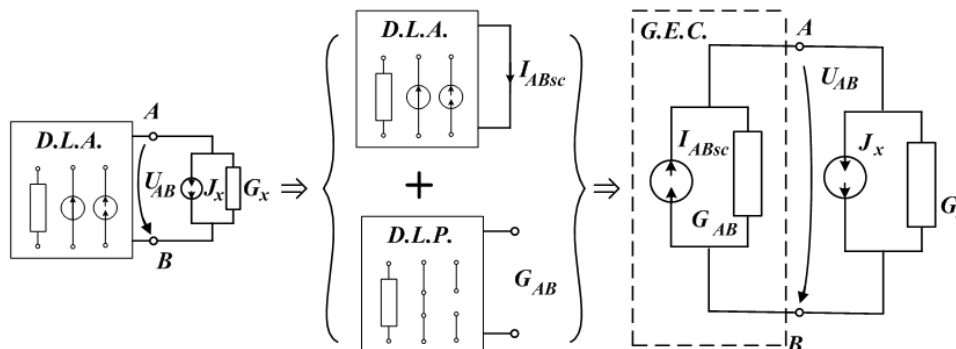 D.L.A.
A
U_AB
J_x
G_x
B
⇒
D.L.A.
I_ABsc
+
D.L.P.
G_AB
⇒
G.E.C.
A
U_AB
I_ABsc
G_AB
J_x
G
B